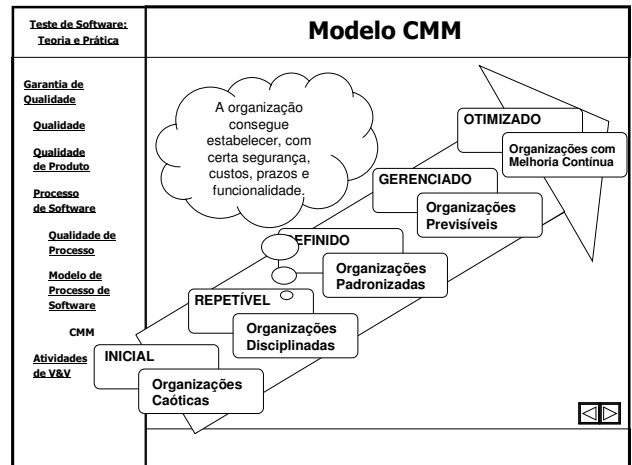 Teste de Software:
Teoria e Prática
Modelo CMM
Garantia de
Qualidade
Qualidade
Qualidade
de Produto
Processo
de Software
Qualidade de
Processo
Modelo de
Processo de
Software
CMM
Atividades
de V&V
A organização
consegue
estabelecer, com
certa segurança,
custos, prazos e
funcionalidade.
OTIMIZADO
Organizações com
Melhoria Contínua
GERENCIADO
Organizações
Previsíveis
EFINIDO
Organizações
Padronizadas
REPETÍVEL
Organizações
Disciplinadas
INICIAL
Organizações
Caóticas